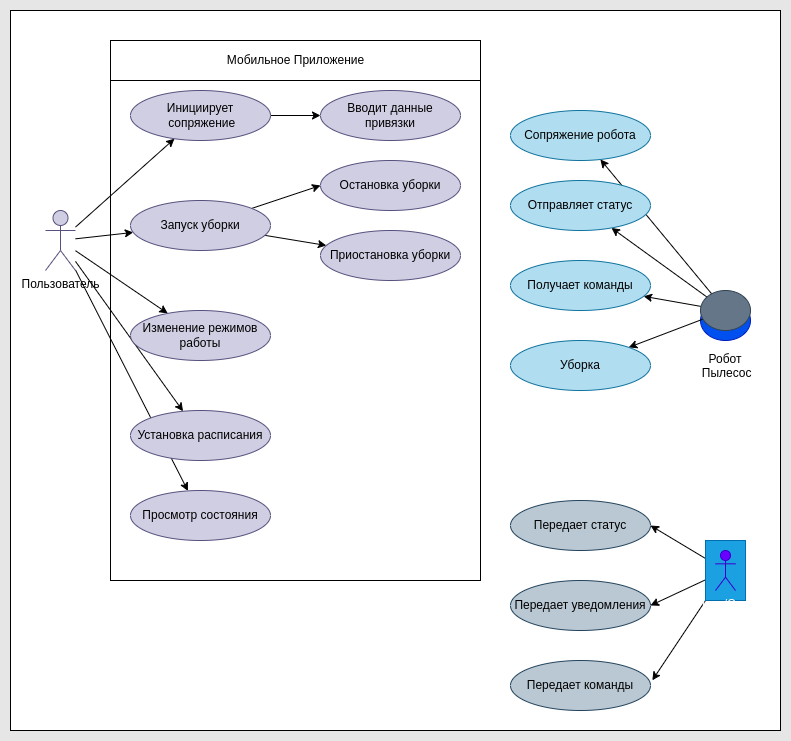 Мобильное Приложение
Инициирует
сопряжение
Вводит данные
привязки
Запуск уборки
Остановка уборки
Приостановка уборки
Изменение режимов
работы
Установка расписания
Просмотр состояния
Пользователь
Сопряжение робота
Отправляет статус
Получает команды
Уборка
Робот
Пылесос
Передает статус
Передает уведомления
Передает команды